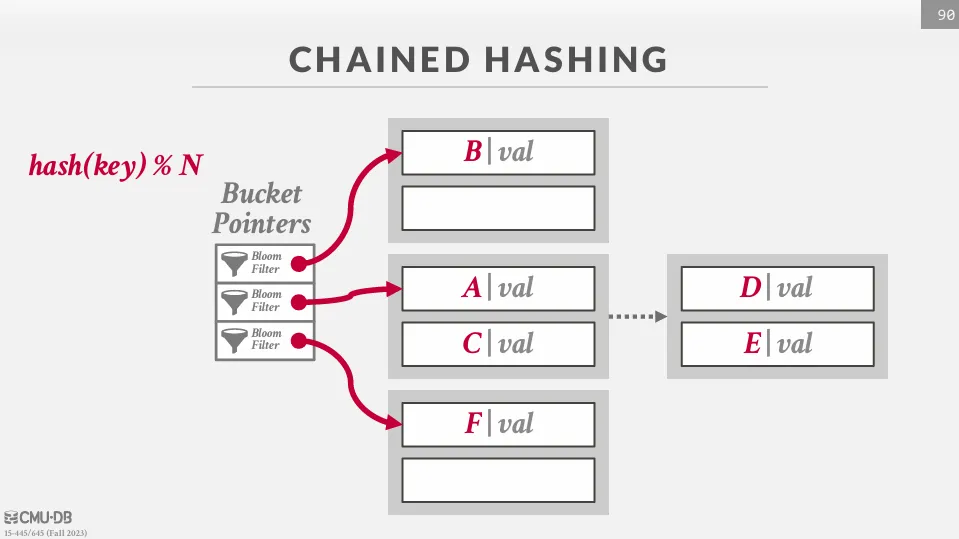 90
CHAINED HASHING
hash(key) % N
Bucket
Pointers
Bloom
Filter
Bloom
Filter
Bloom
Filter
B|val
A|val
C|val
D|val
E|val
F|val
CMU·DB
15-445/645 (Fall 2023)